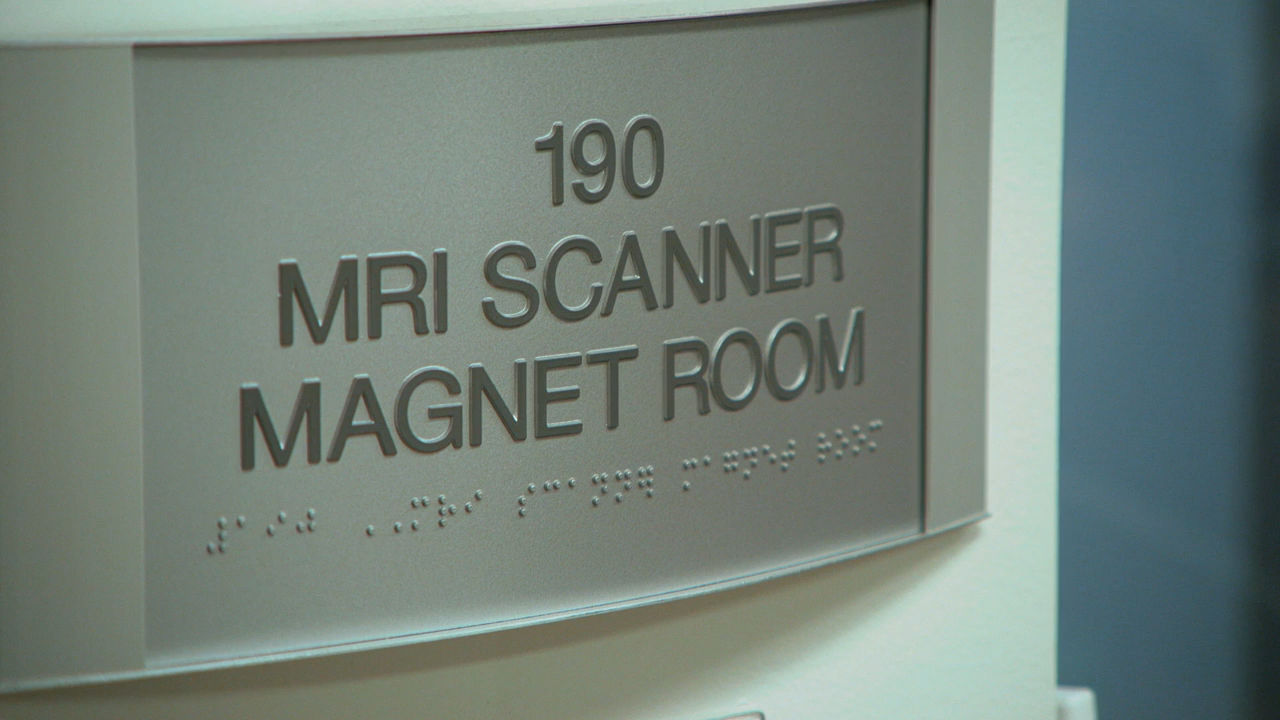 190
MRI SCANNER
MAGNET ROOM
⠼⠁⠊⠚ ⠠⠠⠍⠗⠊ ⠎⠉⠁⠝⠝⠻ ⠍⠁⠛⠝⠑⠞ ⠗⠕⠕⠍